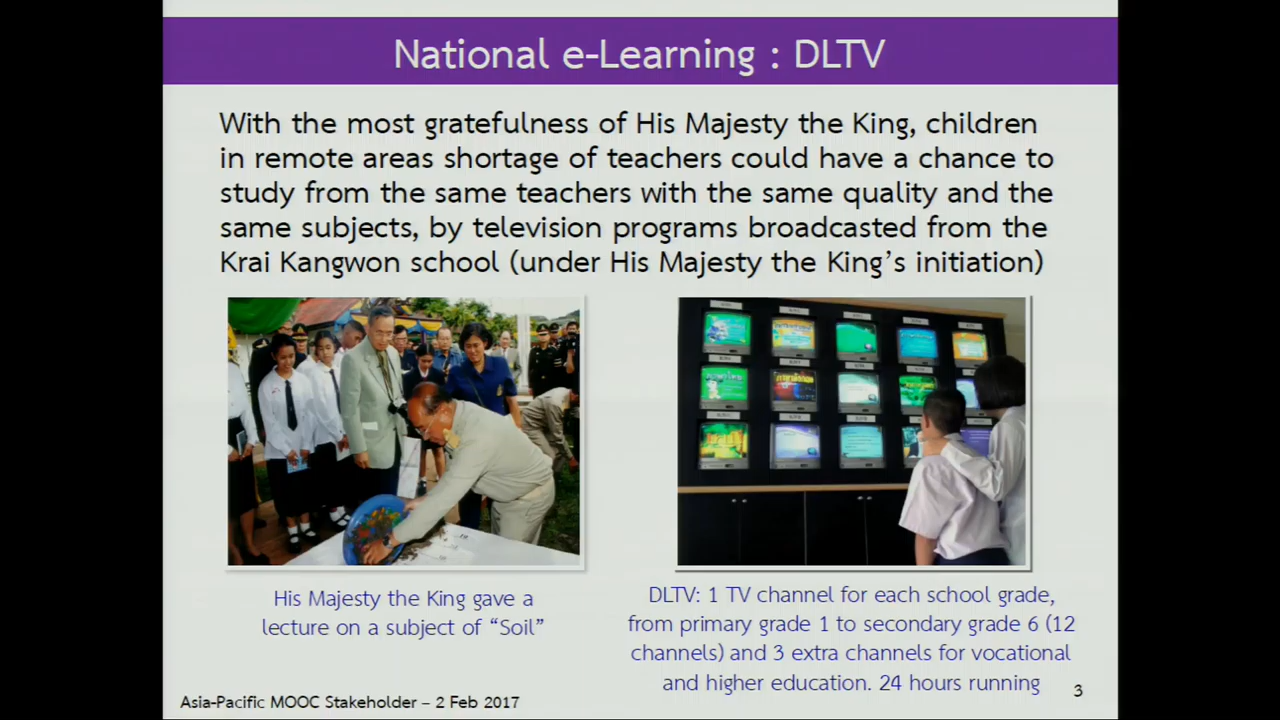 National e-Learning : DLTV
With the most gratefulness of His Majesty the King, children
in remote areas shortage of teachers could have a chance to
study from the same teachers with the same quality and the
same subjects, by television programs broadcasted from the
Krai Kangwon school (under His Majesty the King's initiation)
His Majesty the King gave a
lecture on a subject of “Soil”
DLTV: 1 TV channel for each school grade,
from primary grade 1 to secondary grade 6 (12
channels) and 3 extra channels for vocational
and higher education. 24 hours running
Asia-Pacific MOOC Stakeholder – 2 Feb 2017
3